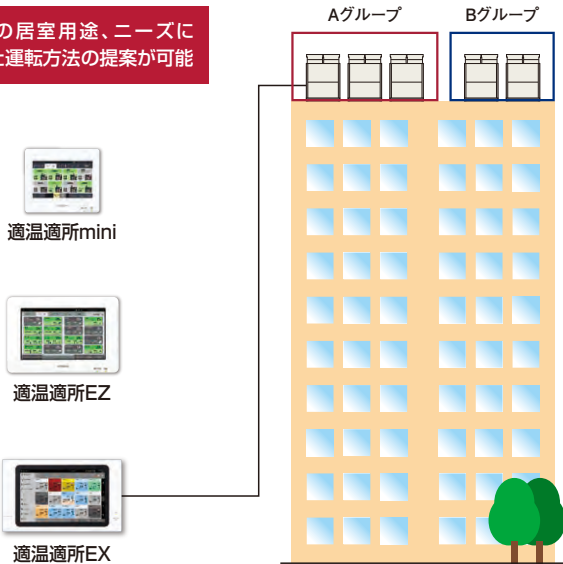 の居室用途、ニーズに
運転方法の提案が可能
Aグループ
Bグループ
適温適所mini
適温適所EZ
適温適所EX